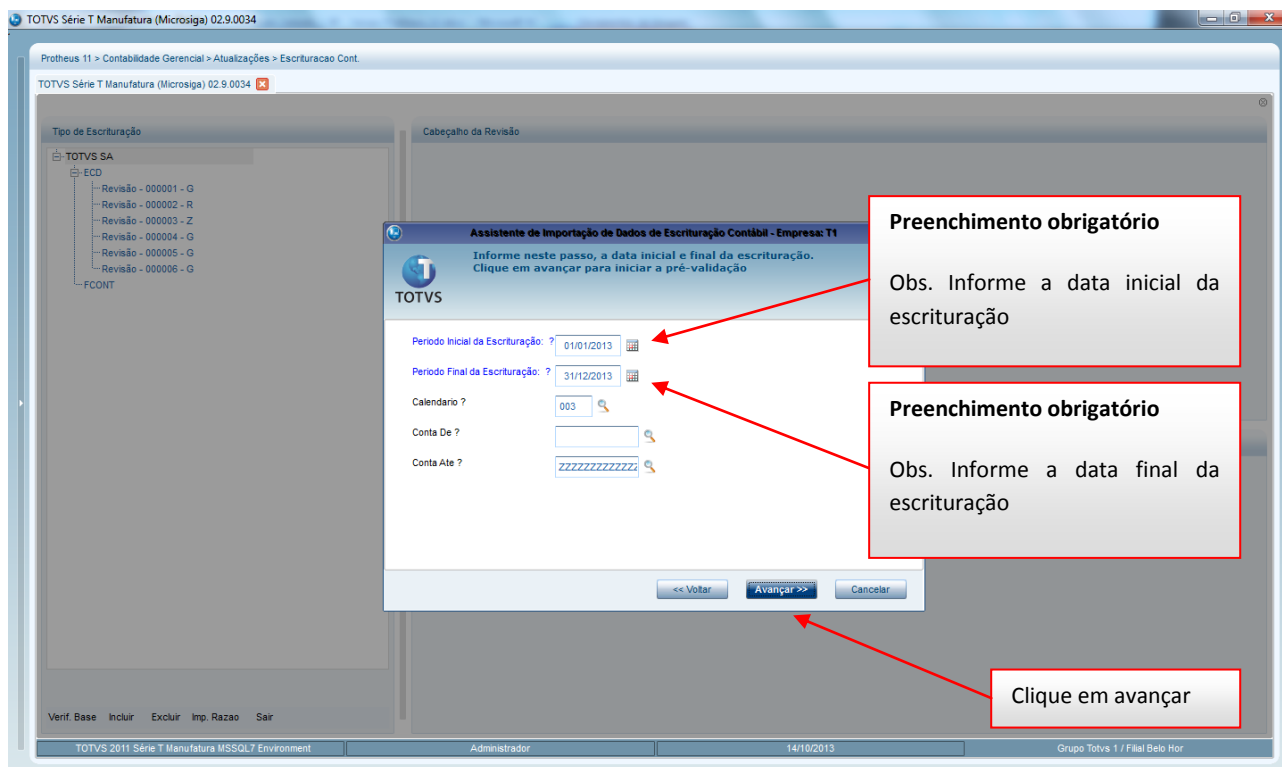 TOTVS Série T Manufatura (Microsiga) 02.9.0034
Protheus 11 > Contabilidade Gerencial > Atualizações > Escrituracao Cont.
TOTVS Série T Manufatura (Microsiga) 02.9.0034
Tipo de Escrituração
Cabeçalho da Revisão
TOTVS SA
ECD
Revisão - 000001 - G
Revisão - 000002 - R
Revisão - 000003 - Z
Revisão - 000004 - G
Revisão - 000005 - G
Revisão - 000006 - G
FCONT
Assistente de Importação de Dados de Escrituração Contábil - Empresa: T1
Informe neste passo, a data inicial e final da escrituração.
Clique em avançar para iniciar a pré-validação
TOTVS
Periodo Inicial da Escrituração: ? 01/01/2013
Periodo Final da Escrituração: ? 31/12/2013
Calendario ? 003
Conta De ?
Conta Ate ? ZZZZZZZZZZZZZ
<< Voltar Avançar >> Cancelar
Preenchimento obrigatório
Obs. Informe a data inicial da
escrituração
Preenchimento obrigatório
Obs. Informe a data final da
escrituração
Clique em avançar
Verif. Base Incluir Excluir Imp. Razao Sair
TOTVS 2011 Série T Manufatura MSSQL7 Environment Administrador 14/10/2013 Grupo Totvs 1 / Filial Belo Hor